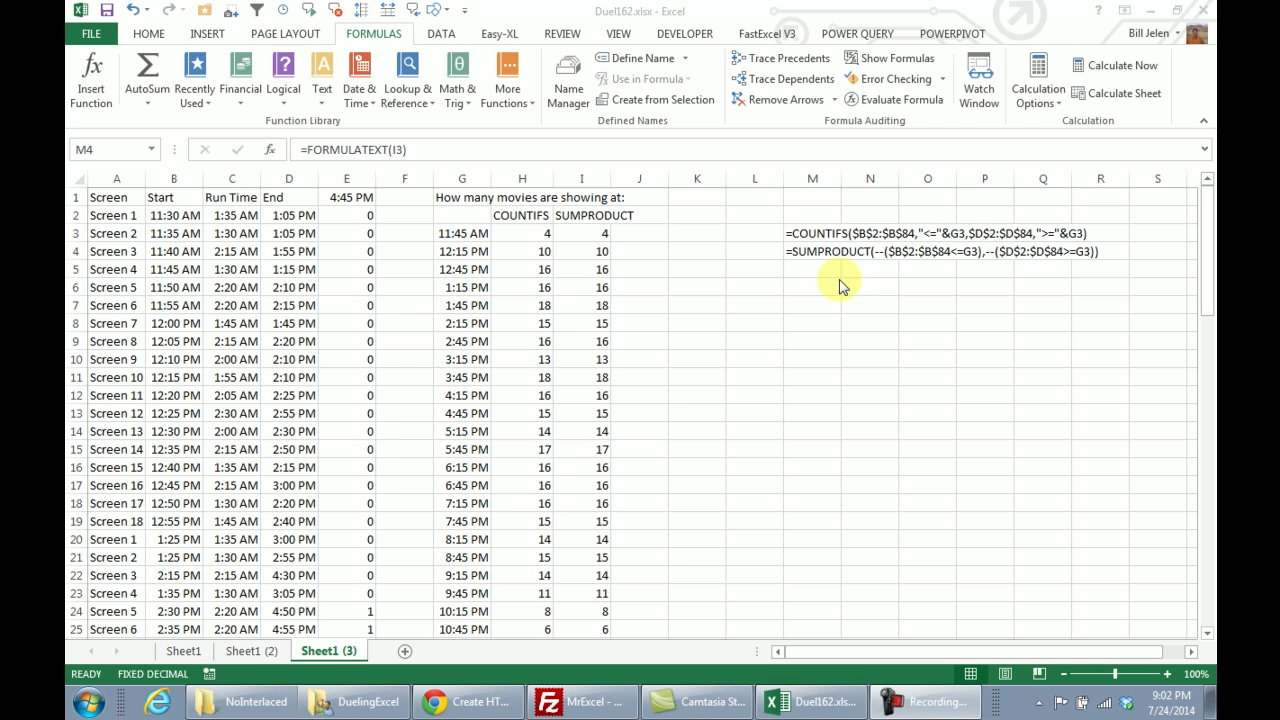 Duel162.xlsx - Excel
FILE HOME INSERT PAGE LAYOUT FORMULAS DATA Easy-XL REVIEW VIEW DEVELOPER FastExcel V3 POWER QUERY POWERPIVOT Bill Jelen
Insert Function
AutoSum
Recently Used
Financial
Logical
Text
Date & Time
Lookup & Reference
Math & Trig
More Functions
Function Library
Name Manager
Define Name
Use in Formula
Create from Selection
Defined Names
Trace Precedents
Trace Dependents
Remove Arrows
Show Formulas
Error Checking
Evaluate Formula
Formula Auditing
Watch Window
Calculation Options
Calculate Now
Calculate Sheet
Calculation
M4 fx =FORMULATEXT(I3)
A B C D E F G H I J K L M N O P Q R S
1 Screen Start Run Time End 4:45 PM How many movies are showing at:
2 Screen 1 11:30 AM 1:35 AM 1:05 PM 0 COUNTIFS SUMPRODUCT
3 Screen 2 11:35 AM 1:30 AM 1:05 PM 0 11:45 AM 4 4 =COUNTIFS($B$2:$B$84,"<="&G3,$D$2:$D$84,">="&G3)
4 Screen 3 11:40 AM 2:15 AM 1:55 PM 0 12:15 PM 10 10 =SUMPRODUCT(--($B$2:$B$84<=G3),--($D$2:$D$84>=G3))
5 Screen 4 11:45 AM 1:30 AM 1:15 PM 0 12:45 PM 16 16
6 Screen 5 11:50 AM 2:20 AM 2:10 PM 0 1:15 PM 16 16
7 Screen 6 11:55 AM 2:20 AM 2:15 PM 0 1:45 PM 18 18
8 Screen 7 12:00 PM 1:45 AM 1:45 PM 0 2:15 PM 15 15
9 Screen 8 12:05 PM 2:15 AM 2:20 PM 0 2:45 PM 16 16
10 Screen 9 12:10 PM 2:00 AM 2:10 PM 0 3:15 PM 13 13
11 Screen 10 12:15 PM 1:55 AM 2:10 PM 0 3:45 PM 18 18
12 Screen 11 12:20 PM 2:05 AM 2:25 PM 0 4:15 PM 16 16
13 Screen 12 12:25 PM 2:30 AM 2:55 PM 0 4:45 PM 15 15
14 Screen 13 12:30 PM 2:00 AM 2:30 PM 0 5:15 PM 14 14
15 Screen 14 12:35 PM 2:15 AM 2:50 PM 0 5:45 PM 17 17
16 Screen 15 12:40 PM 1:35 AM 2:15 PM 0 6:15 PM 16 16
17 Screen 16 12:45 PM 2:15 AM 3:00 PM 0 6:45 PM 16 16
18 Screen 17 12:50 PM 1:30 AM 2:20 PM 0 7:15 PM 16 16
19 Screen 18 12:55 PM 1:45 AM 2:40 PM 0 7:45 PM 15 15
20 Screen 1 1:25 PM 1:35 AM 3:00 PM 0 8:15 PM 14 14
21 Screen 2 1:25 PM 1:30 AM 2:55 PM 0 8:45 PM 15 15
22 Screen 3 2:15 PM 2:15 AM 4:30 PM 0 9:15 PM 14 14
23 Screen 4 1:35 PM 1:30 AM 3:05 PM 0 9:45 PM 11 11
24 Screen 5 2:30 PM 2:20 AM 4:50 PM 1 10:15 PM 8 8
25 Screen 6 2:35 PM 2:20 AM 4:55 PM 1 10:45 PM 6 6
Sheet1 Sheet1 (2) Sheet1 (3)
READY FIXED DECIMAL 100%
NoInterlaced DuelingExcel Create HT... MrExcel - ... Camtasia St... Duel162.xls... Recording...
9:02 PM
7/24/2014